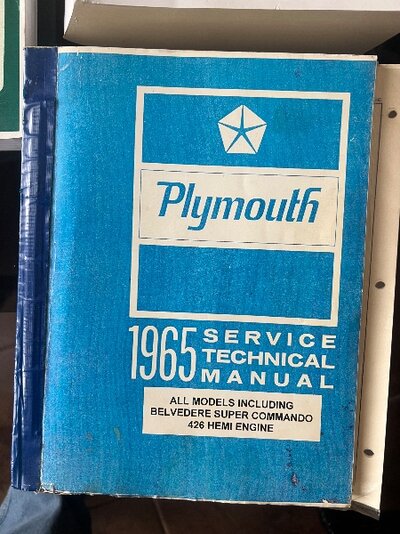 Plymouth
1965 SERVICE
TECHNICAL
MANUAL
ALL MODELS INCLUDING
BELVEDERE SUPER COMMANDO
426 HEMI ENGINE